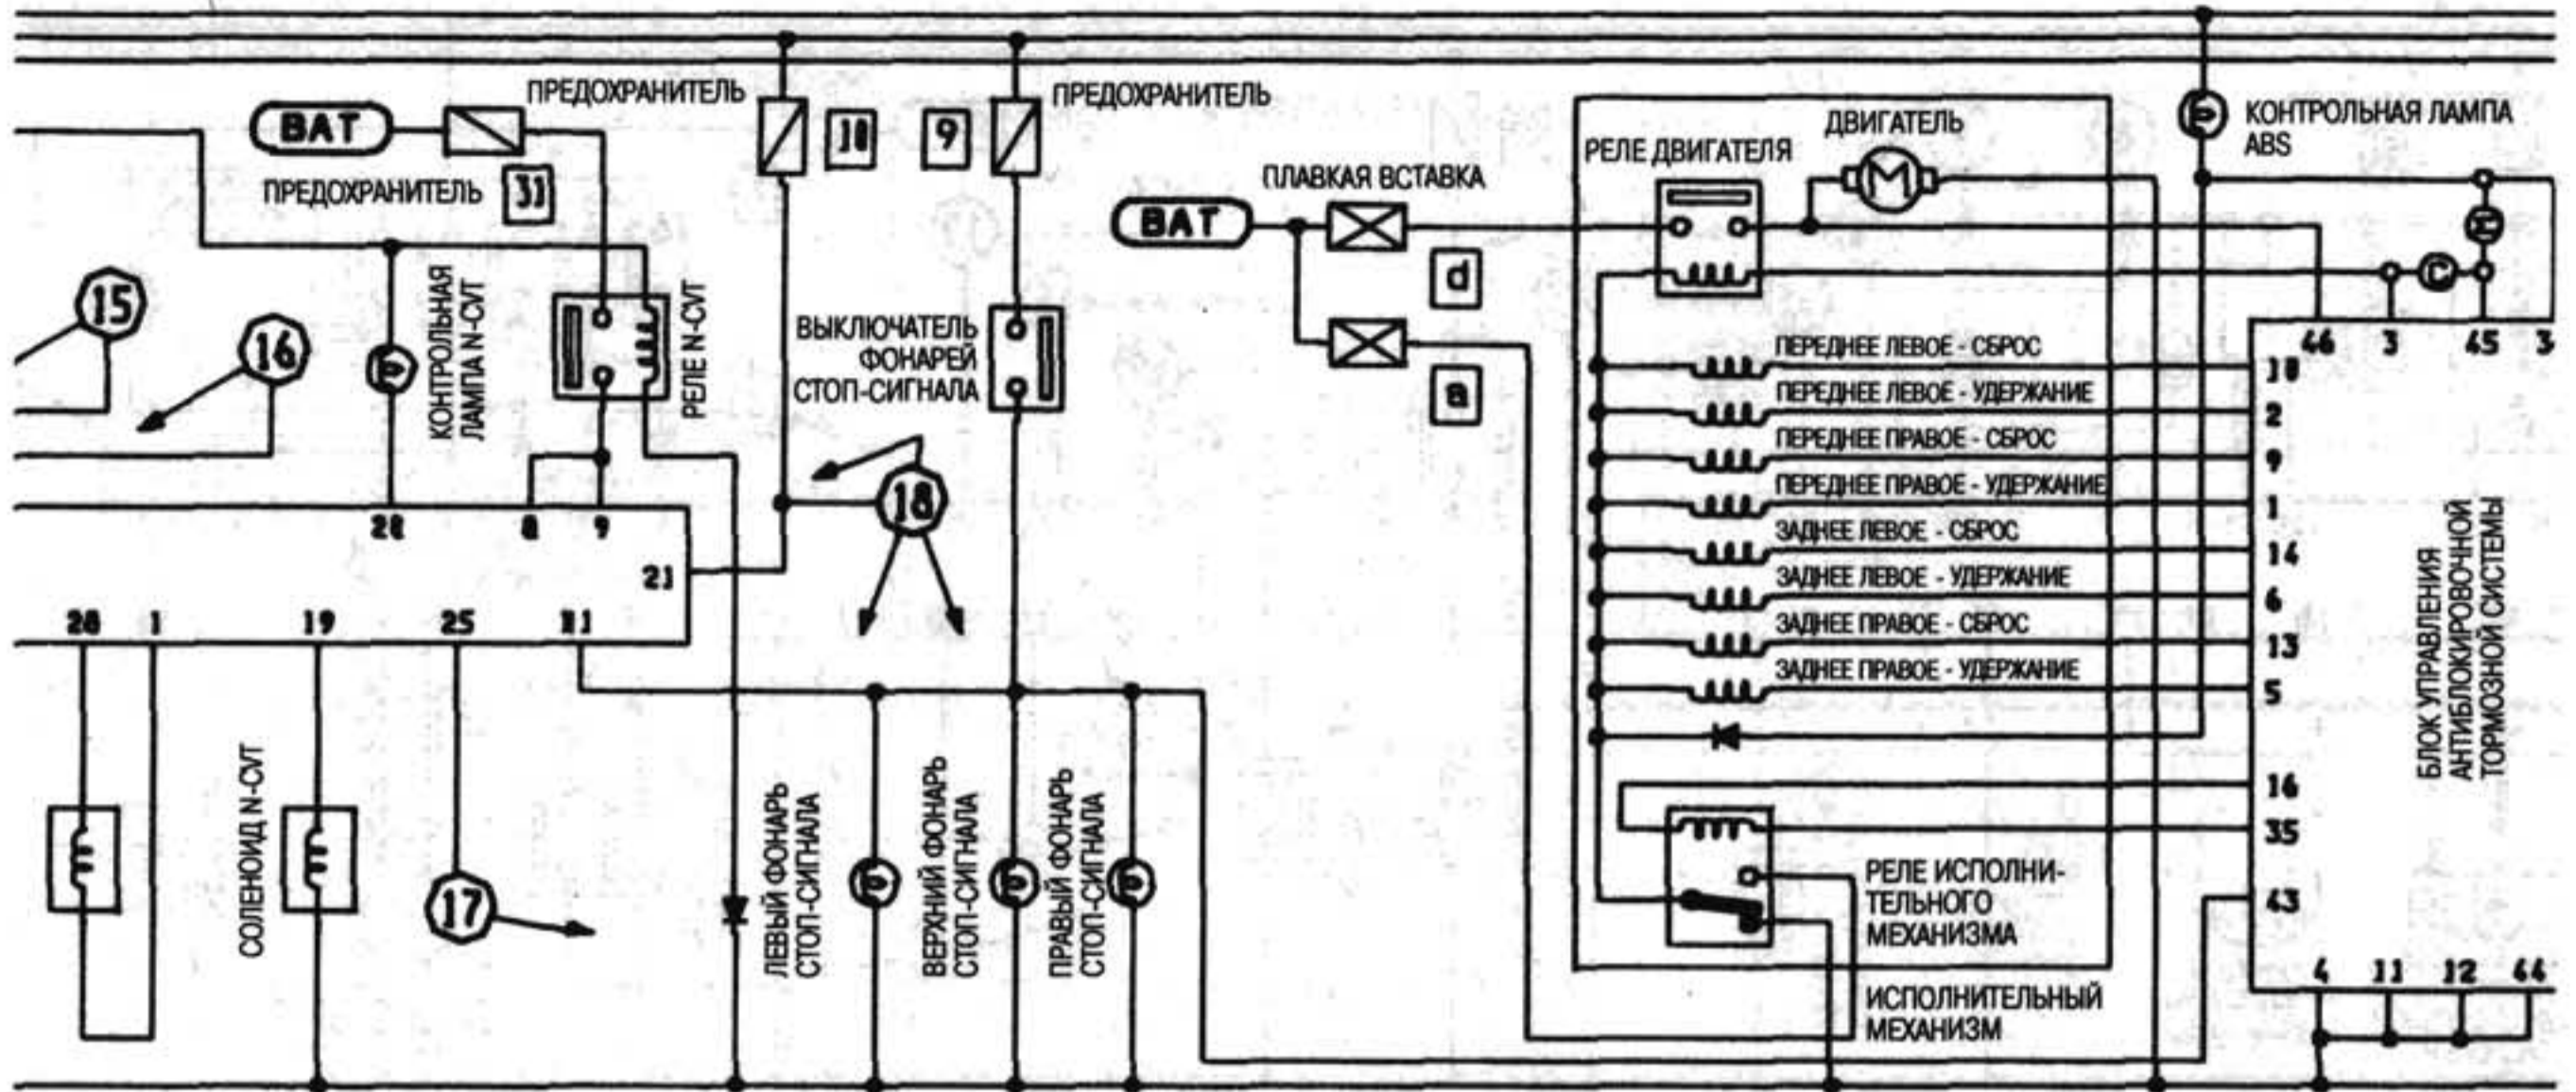 ПРЕДОХРАНИТЕЛЬ
10
9
ПРЕДОХРАНИТЕЛЬ
BAT
ПРЕДОХРАНИТЕЛЬ
31
15
16
КОНТРОЛЬНАЯ
ЛАМПА N-CVT
РЕЛЕ N-CVT
ВЫКЛЮЧАТЕЛЬ
ФОНАРЕЙ
СТОП-СИГНАЛА
18
8
9
21
1
19
25
СОЛЕНОИД N-CVT
17
ЛЕВЫЙ ФОНАРЬ
СТОП-СИГНАЛА
ВЕРХНИЙ ФОНАРЬ
СТОП-СИГНАЛА
ПРАВЫЙ ФОНАРЬ
СТОП-СИГНАЛА
ПЛАВКАЯ ВСТАВКА
BAT
d
a
РЕЛЕ ДВИГАТЕЛЯ
ДВИГАТЕЛЬ
M
КОНТРОЛЬНАЯ ЛАМПА
ABS
46 3 45 3
ПЕРЕДНЕЕ ЛЕВОЕ - СБРОС
10
ПЕРЕДНЕЕ ЛЕВОЕ - УДЕРЖАНИЕ
2
ПЕРЕДНЕЕ ПРАВОЕ - СБРОС
9
ПЕРЕДНЕЕ ПРАВОЕ - УДЕРЖАНИЕ
1
ЗАДНЕЕ ЛЕВОЕ - СБРОС
14
ЗАДНЕЕ ЛЕВОЕ - УДЕРЖАНИЕ
6
ЗАДНЕЕ ПРАВОЕ - СБРОС
13
ЗАДНЕЕ ПРАВОЕ - УДЕРЖАНИЕ
5
16
35
43
РЕЛЕ ИСПОЛНИ-
ТЕЛЬНОГО
МЕХАНИЗМА
ИСПОЛНИТЕЛЬНЫЙ
МЕХАНИЗМ
БЛОК УПРАВЛЕНИЯ
АНТИБЛОКИРОВОЧНОЙ
ТОРМОЗНОЙ СИСТЕМЫ
4 11 12 44